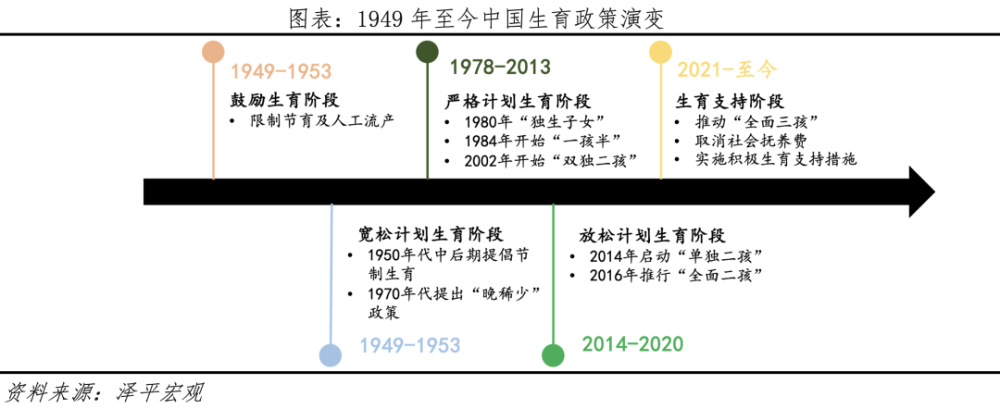 图表：1949年至今中国生育政策演变
1949-1953
鼓励生育阶段
• 限制节育及人工流产
1978-2013
严格计划生育阶段
• 1980年“独生子女”
• 1984年开始“一孩半”
• 2002年开始“双独二孩”
2021-至今
生育支持阶段
• 推动“全面三孩”
• 取消社会抚养费
• 实施积极生育支持措施
宽松计划生育阶段
• 1950年代中后期提倡节
制生育
• 1970年代提出“晚稀少”
政策
1949-1953
放松计划生育阶段
• 2014年启动“单独二孩”
• 2016年推行“全面二孩”
2014-2020
资料来源：泽平宏观